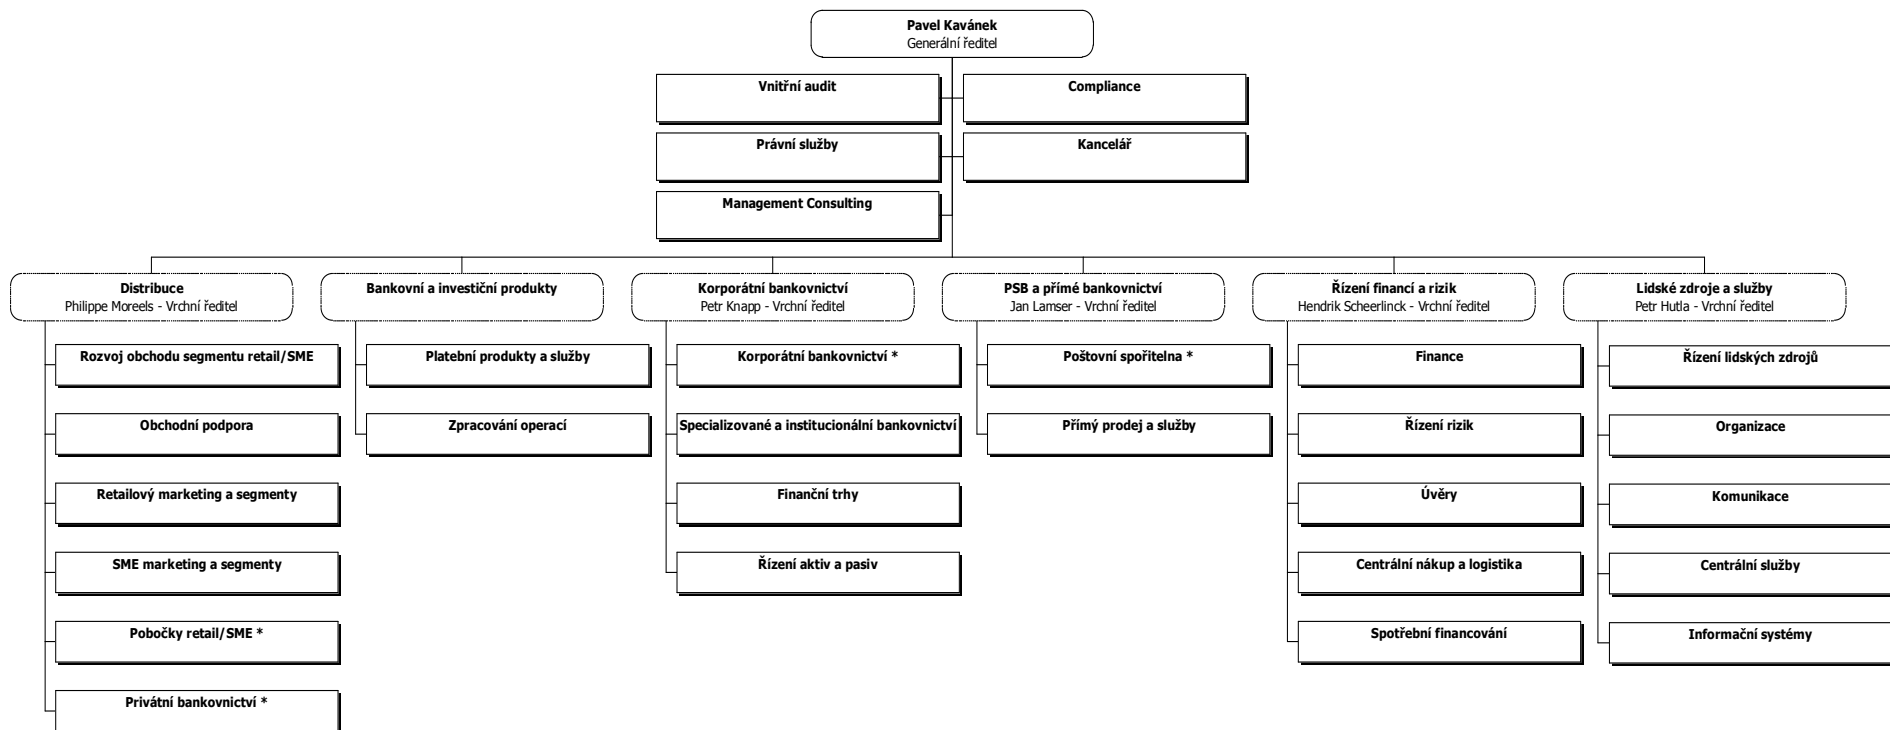 Pavel Kavánek
Generální ředitel
Vnitřní audit
Compliance
Právní služby
Kancelář
Management Consulting
Distribuce
Philippe Moreels - Vrchní ředitel
Bankovní a investiční produkty
Korporátní bankovnictví
Petr Knapp - Vrchní ředitel
PSB a přímé bankovnictví
Jan Lamser - Vrchní ředitel
Řízení financí a rizik
Hendrik Scheerlinck - Vrchní ředitel
Lidské zdroje a služby
Petr Hutla - Vrchní ředitel
Rozvoj obchodu segmentu retail/SME
Obchodní podpora
Retailový marketing a segmenty
SME marketing a segmenty
Pobočky retail/SME *
Privátní bankovnictví *
Platební produkty a služby
Zpracování operací
Korporátní bankovnictví *
Specializované a institucionální bankovnictví
Finanční trhy
Řízení aktiv a pasiv
Poštovní spořitelna *
Přímý prodej a služby
Finance
Řízení rizik
Úvěry
Centrální nákup a logistika
Spotřební financování
Řízení lidských zdrojů
Organizace
Komunikace
Centrální služby
Informační systémy